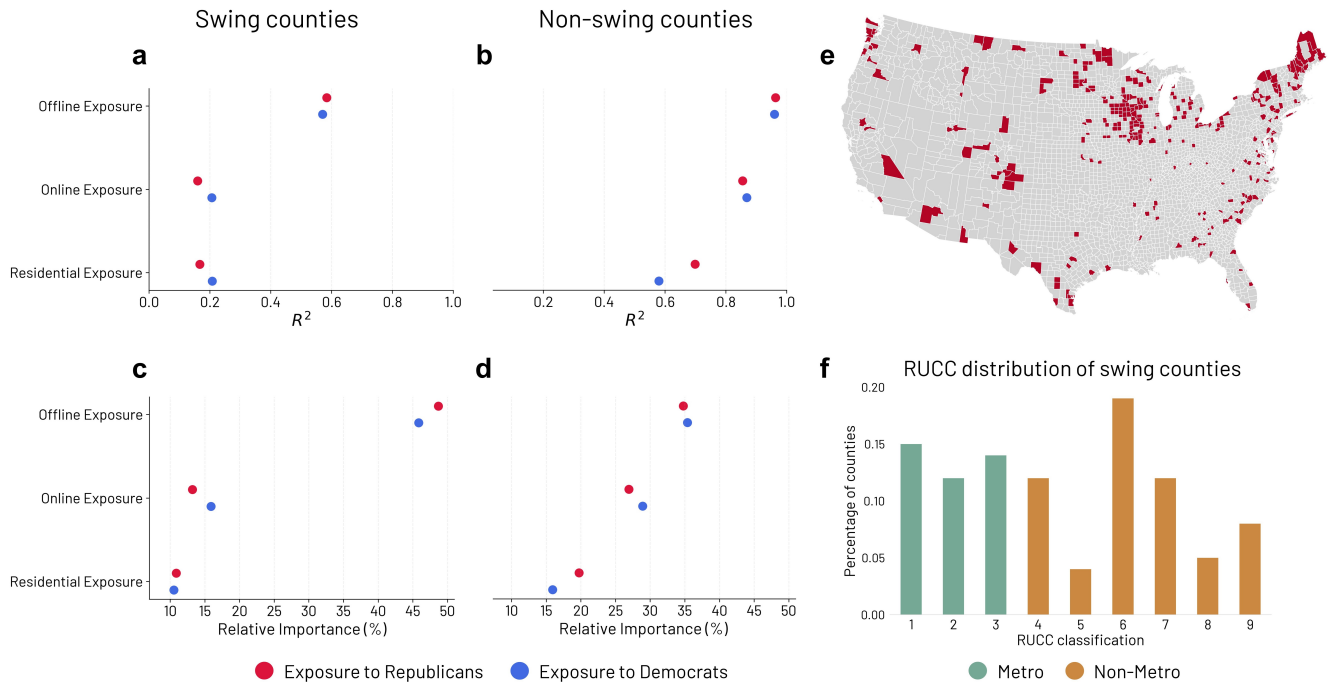 Swing counties
Non-swing counties
a
b
e
Offline Exposure
Online Exposure
Residential Exposure
0.0 0.2 0.4 0.6 0.8 1.0
R²
0.2 0.4 0.6 0.8 1.0
R²
c
d
f
Offline Exposure
Online Exposure
Residential Exposure
10 15 20 25 30 35 40 45 50
Relative Importance (%)
10 15 20 25 30 35 40 45 50
Relative Importance (%)
RUCC distribution of swing counties
Percentage of counties
0.20
0.15
0.10
0.05
0.00
1 2 3 4 5 6 7 8 9
RUCC classification
Exposure to Republicans
Exposure to Democrats
Metro
Non-Metro